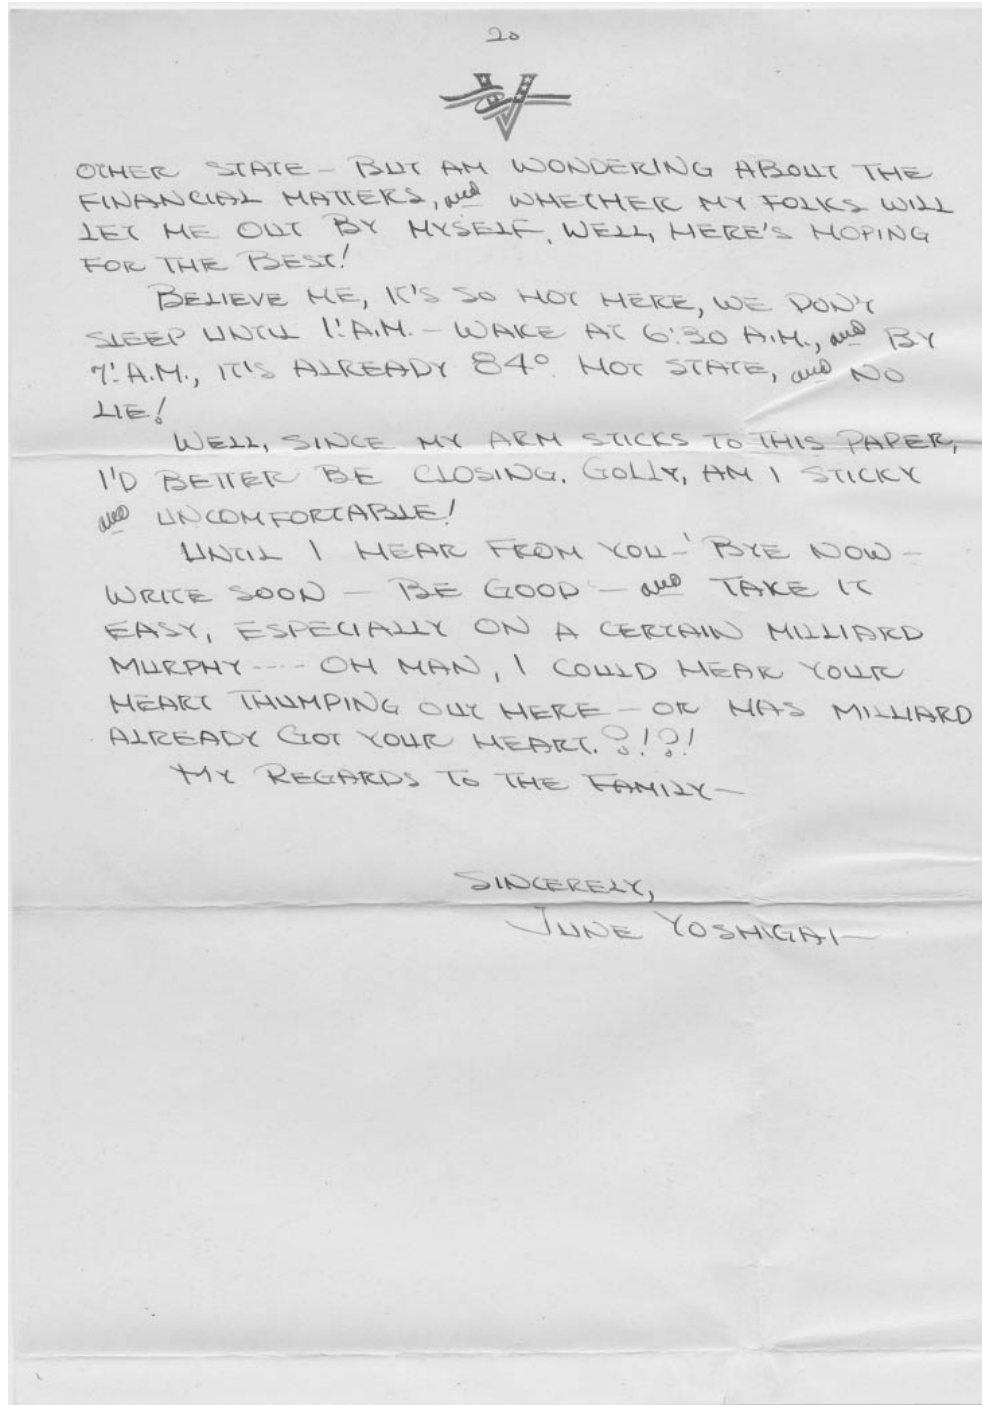 20
OTHER STATE — BUT AM WONDERING ABOUT THE
FINANCIAL MATTERS, and WHETHER MY FOLKS WILL
LET ME OUT BY MYSELF. WELL, HERE'S HOPING
FOR THE BEST!
BELIEVE ME, IT'S SO HOT HERE, WE DON'T
SLEEP UNTIL 1:A.M. — WAKE AT 6:30 A.M., and BY
7:A.M., IT'S ALREADY 84°. HOT STATE, and NO
LIE!
WELL, SINCE MY ARM STICKS TO THIS PAPER,
I'D BETTER BE CLOSING. GOLLY, AM I STICKY
and UNCOMFORTABLE!
UNTIL I HEAR FROM YOU — 'BYE NOW —
WRITE SOON — BE GOOD — and TAKE IT
EASY, ESPECIALLY ON A CERTAIN MILLIARD
MURPHY ---- OH MAN, I COULD HEAR YOUR
HEART THUMPING OUT HERE — OR HAS MILLIARD
ALREADY GOT YOUR HEART. ?!?!
MY REGARDS TO THE FAMILY —
SINCERELY,
JUNE YOSHIGAI —